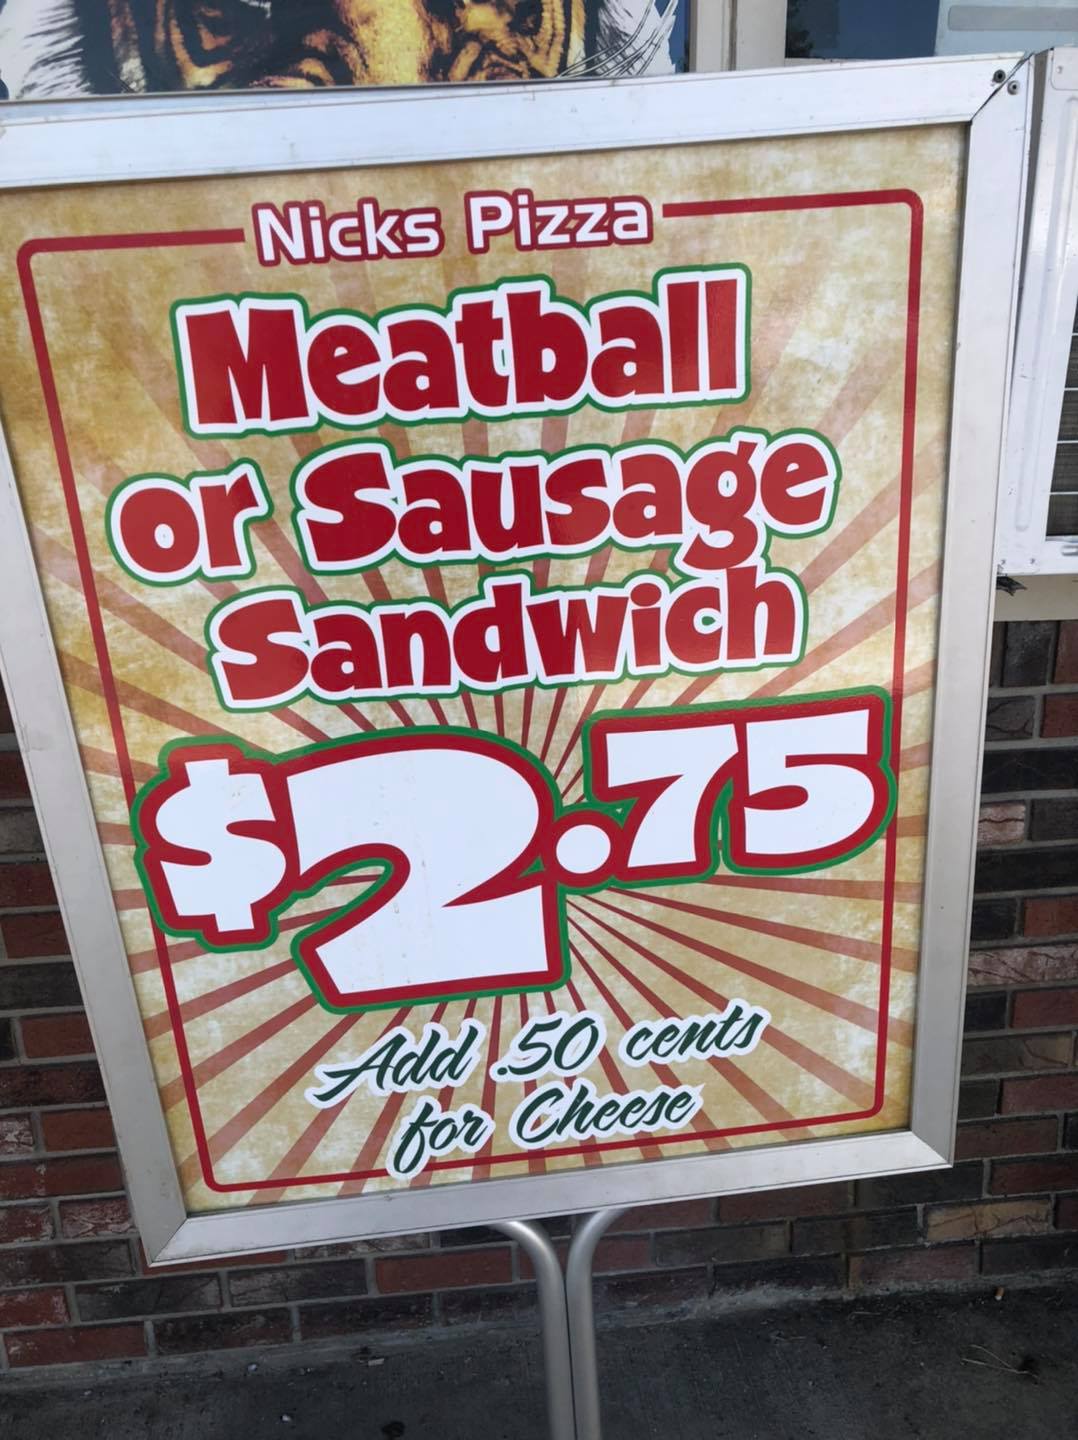 Nicks Pizza
Meatball
or Sausage
Sandwich
$2.75
Add .50 cents
for Cheese